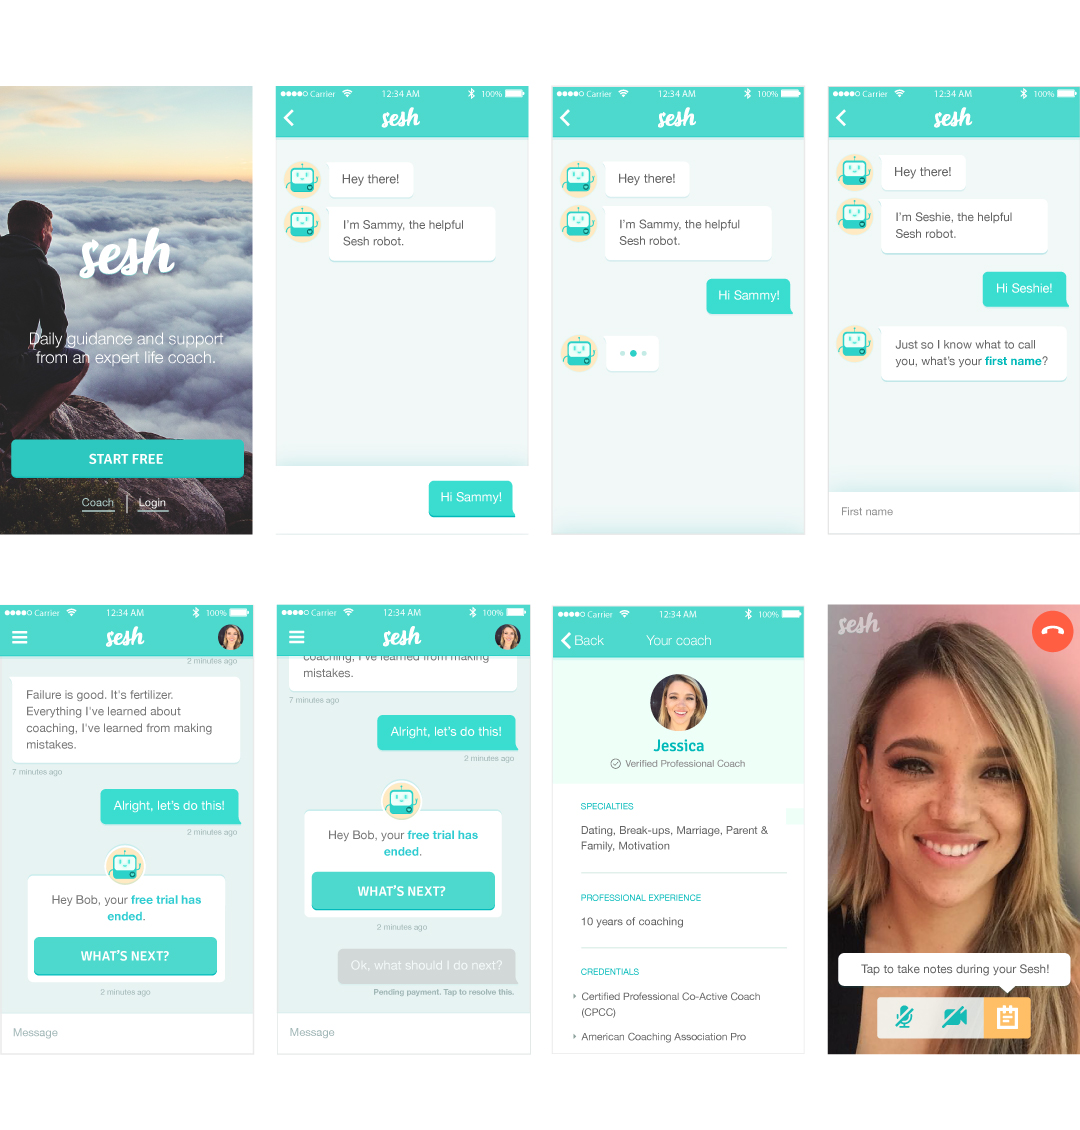 sesh
Daily guidance and support
from an expert life coach.
START FREE
Coach
Login
Carrier
12:34 AM
100%
sesh
Hey there!
I'm Sammy, the helpful
Sesh robot.
Hi Sammy!
Carrier
12:34 AM
100%
sesh
Hey there!
I'm Sammy, the helpful
Sesh robot.
Hi Sammy!
Carrier
12:34 AM
100%
sesh
Hey there!
I'm Seshie, the helpful
Sesh robot.
Hi Seshie!
Just so I know what to call
you, what's your first name?
First name
Carrier
12:34 AM
100%
sesh
2 minutes ago
Failure is good. It's fertilizer.
Everything I've learned about
coaching, I've learned from making
mistakes.
7 minutes ago
Alright, let's do this!
2 minutes ago
Hey Bob, your free trial has
ended.
WHAT'S NEXT?
2 minutes ago
Message
Carrier
12:34 AM
100%
sesh
coaching, I've learned from making
mistakes.
7 minutes ago
Alright, let's do this!
2 minutes ago
Hey Bob, your free trial has
ended.
WHAT'S NEXT?
2 minutes ago
Ok, what should I do next?
Pending payment. Tap to resolve this.
Message
Carrier
12:34 AM
100%
Back
Your coach
Jessica
Verified Professional Coach
SPECIALTIES
Dating, Break-ups, Marriage, Parent &
Family, Motivation
PROFESSIONAL EXPERIENCE
10 years of coaching
CREDENTIALS
Certified Professional Co-Active Coach
(CPCC)
American Coaching Association Pro
sesh
Tap to take notes during your Sesh!